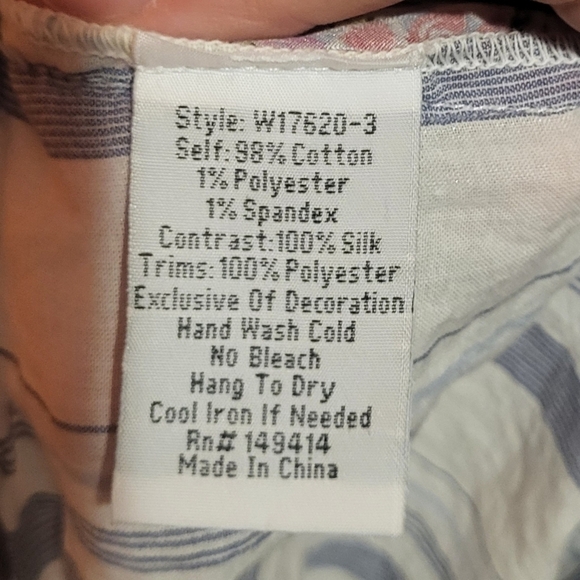 Style: W17620-3
Self: 98% Cotton
1% Polyester
1% Spandex
Contrast:100% Silk
Trims: 100% Polyester
Exclusive Of Decoration
Hand Wash Cold
No Bleach
Hang To Dry
Cool Iron If Needed
Rn# 149414
Made In China